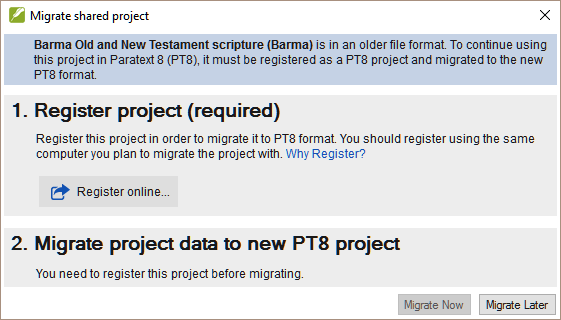 Migrate shared project
Barma Old and New Testament scripture (Barma) is in an older file format. To continue using
this project in Paratext 8 (PT8), it must be registered as a PT8 project and migrated to the new
PT8 format.
1. Register project (required)
Register this project in order to migrate it to PT8 format. You should register using the same
computer you plan to migrate the project with. Why Register?
Register online...
2. Migrate project data to new PT8 project
You need to register this project before migrating.
Migrate Now Migrate Later